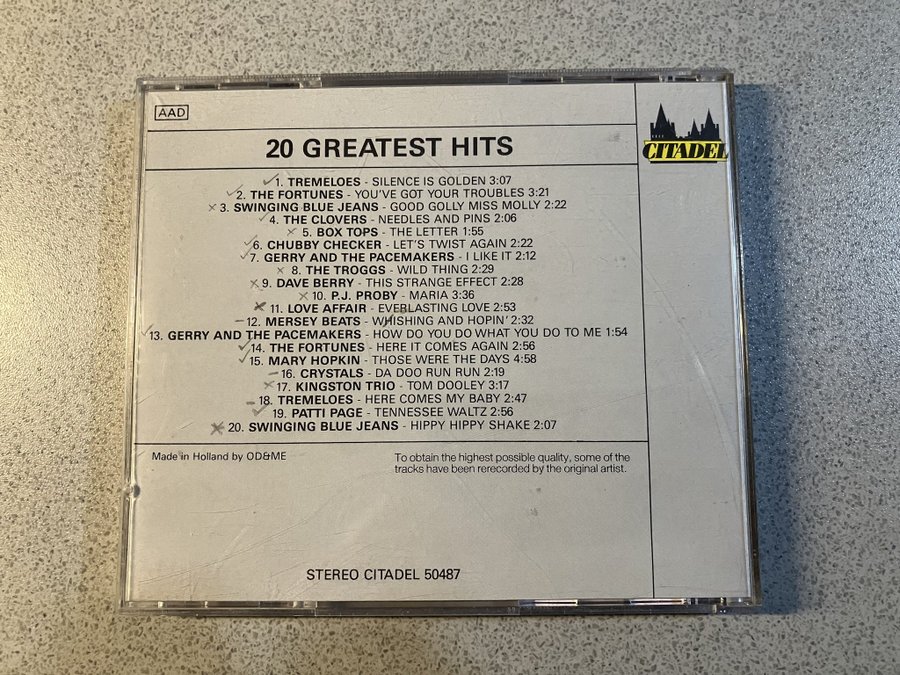 AAD
20 GREATEST HITS
CITADEL
1. TREMELOES - SILENCE IS GOLDEN 3:07
2. THE FORTUNES - YOU'VE GOT YOUR TROUBLES 3:21
3. SWINGING BLUE JEANS - GOOD GOLLY MISS MOLLY 2:22
4. THE CLOVERS - NEEDLES AND PINS 2:06
5. BOX TOPS - THE LETTER 1:55
6. CHUBBY CHECKER - LET'S TWIST AGAIN 2:22
7. GERRY AND THE PACEMAKERS - I LIKE IT 2:12
8. THE TROGGS - WILD THING 2:29
9. DAVE BERRY - THIS STRANGE EFFECT 2:28
10. P.J. PROBY - MARIA 3:36
11. LOVE AFFAIR - EVERLASTING LOVE 2:53
12. MERSEY BEATS - WHISHING AND HOPIN' 2:32
13. GERRY AND THE PACEMAKERS - HOW DO YOU DO WHAT YOU DO TO ME 1:54
14. THE FORTUNES - HERE IT COMES AGAIN 2:56
15. MARY HOPKIN - THOSE WERE THE DAYS 4:58
16. CRYSTALS - DA DOO RUN RUN 2:19
17. KINGSTON TRIO - TOM DOOLEY 3:17
18. TREMELOES - HERE COMES MY BABY 2:47
19. PATTI PAGE - TENNESSEE WALTZ 2:56
20. SWINGING BLUE JEANS - HIPPY HIPPY SHAKE 2:07
Made in Holland by OD&ME
To obtain the highest possible quality, some of the
tracks have been rerecorded by the original artist.
STEREO CITADEL 50487